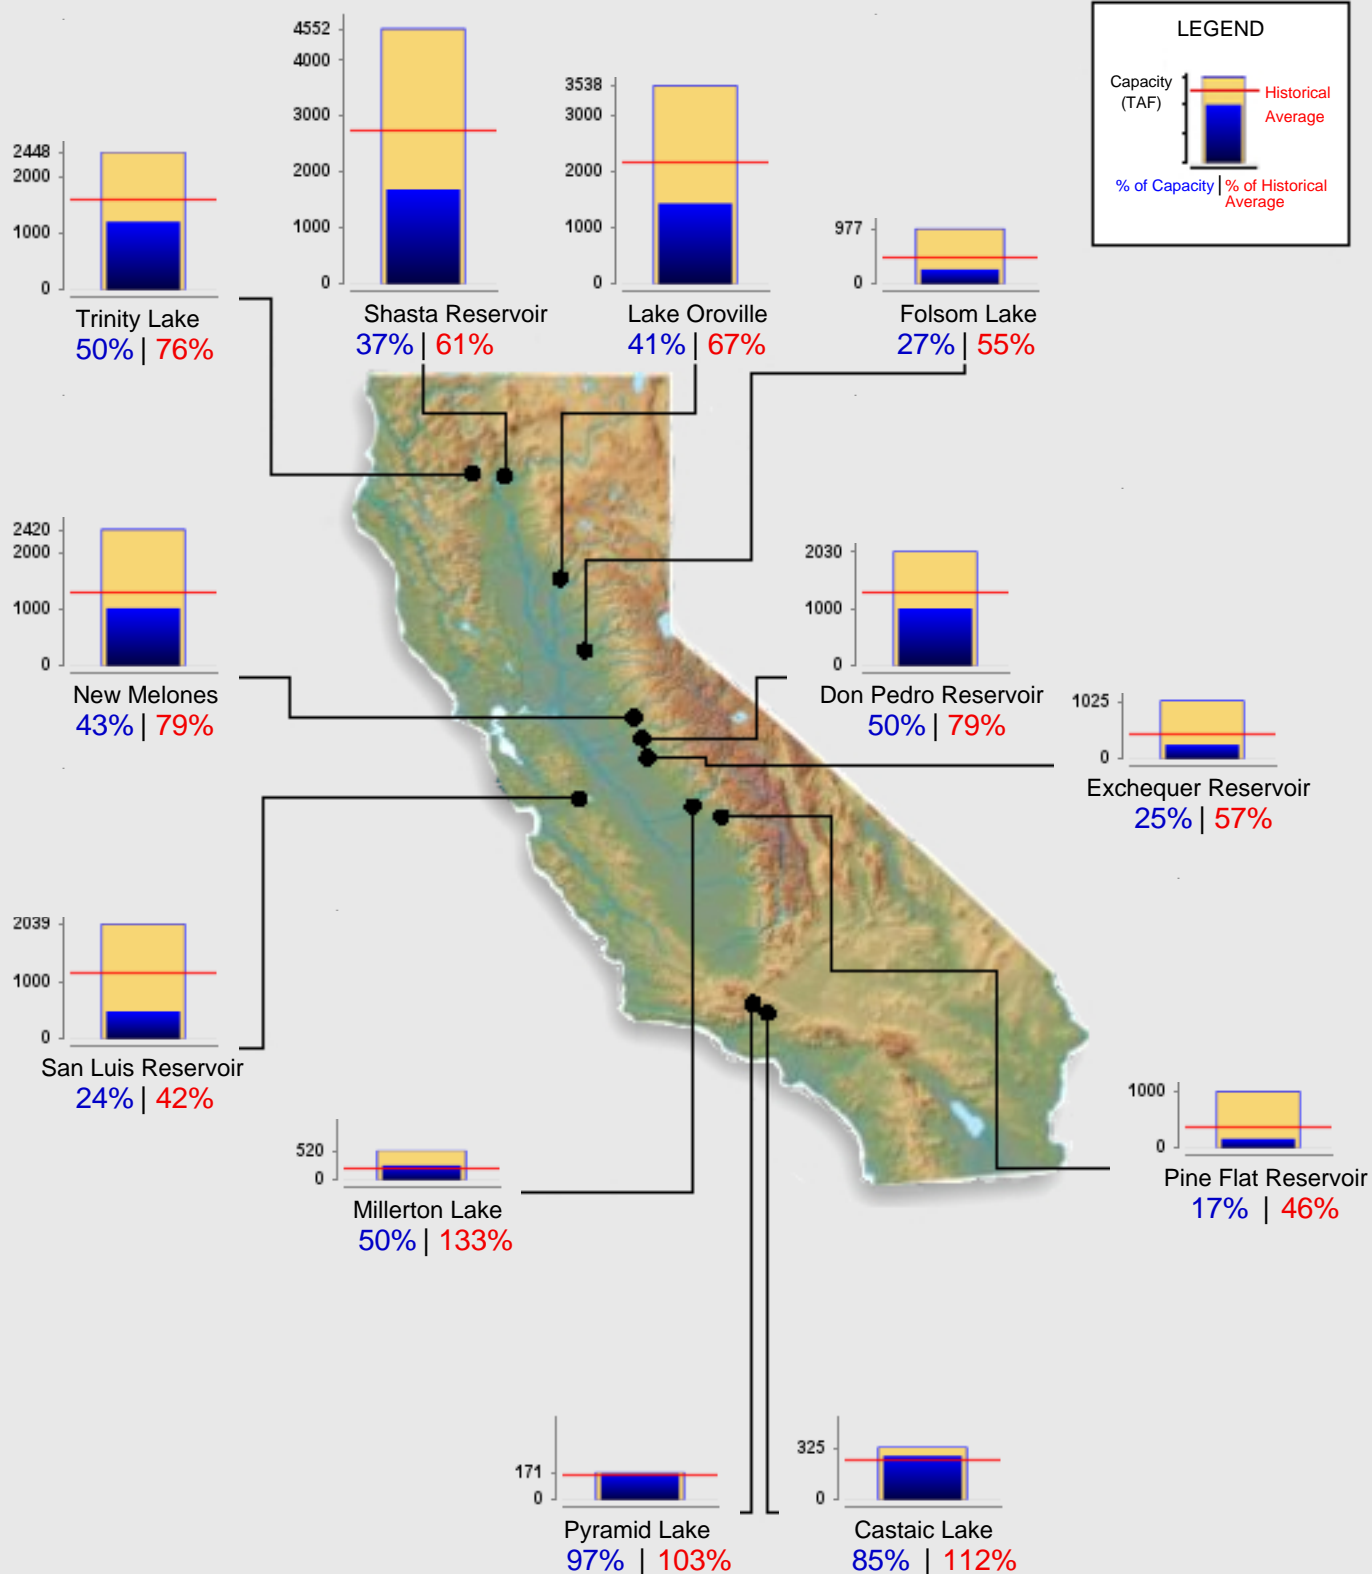 LEGEND
Capacity
(TAF)
Historical
Average
% of Capacity | % of Historical
Average
4552
4000
3000
2000
1000
0
Shasta Reservoir
37% | 61%
3538
3000
2000
1000
0
Lake Oroville
41% | 67%
2448
2000
1000
0
Trinity Lake
50% | 76%
977
0
Folsom Lake
27% | 55%
2420
2000
1000
0
New Melones
43% | 79%
2030
1000
0
Don Pedro Reservoir
50% | 79%
1025
0
Exchequer Reservoir
25% | 57%
2039
1000
0
San Luis Reservoir
24% | 42%
520
0
Millerton Lake
50% | 133%
1000
0
Pine Flat Reservoir
17% | 46%
171
0
Pyramid Lake
97% | 103%
325
0
Castaic Lake
85% | 112%